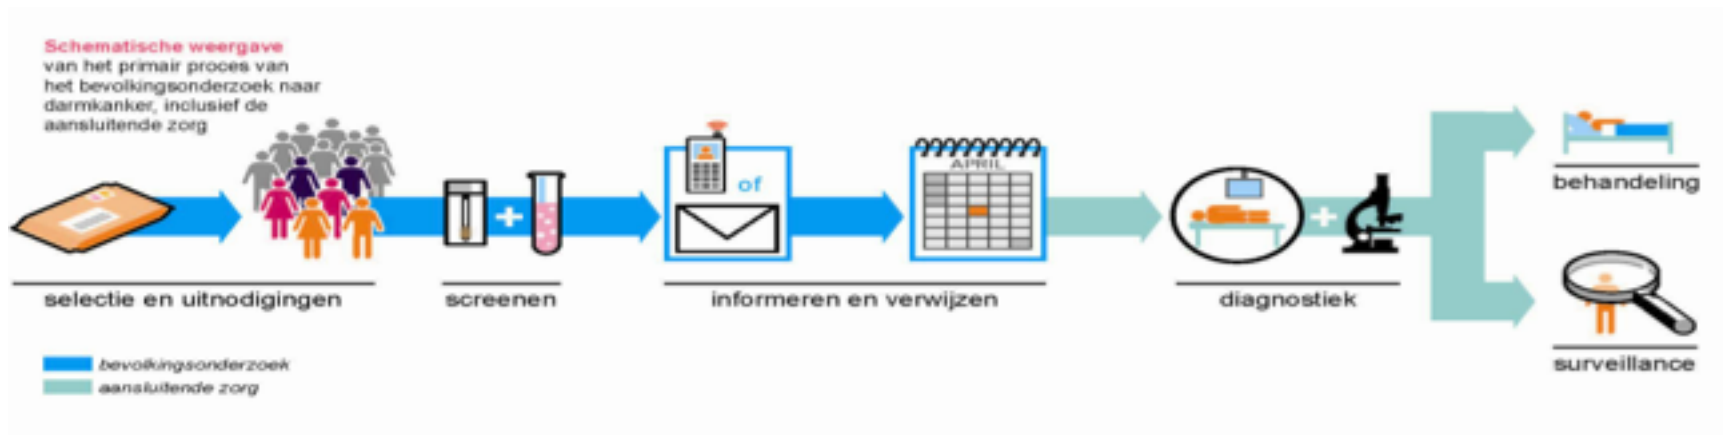 Schematische weergave
van het primair proces van
het bevolkingsonderzoek naar
darmkanker, inclusief de
aansluitende zorg
of
APRIL
behandeling
selectie en uitnodigingen
screenen
informeren en verwijzen
diagnostiek
surveillance
bevolkingsonderzoek
aansluitende zorg